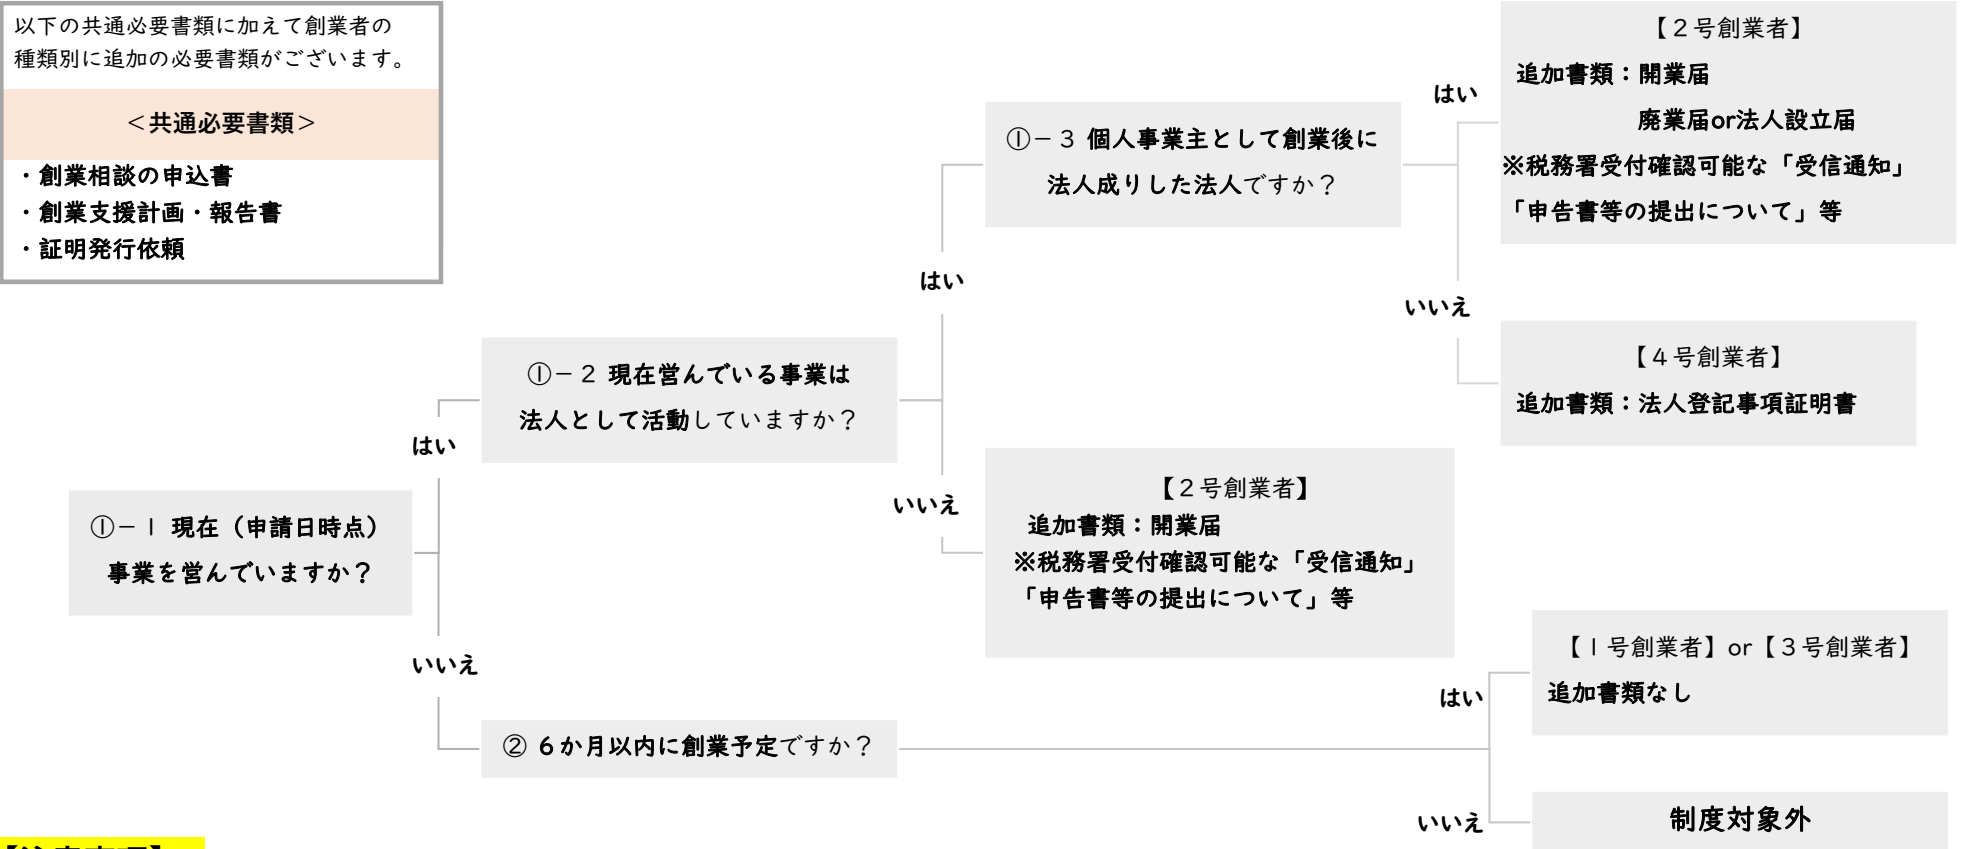 以下の共通必要書類に加えて創業者の
種類別に追加の必要書類がございます。
＜共通必要書類＞
・創業相談の申込書
・創業支援計画・報告書
・証明発行依頼
①－１ 現在（申請日時点）
事業を営んでいますか？
はい
いいえ
①－２ 現在営んでいる事業は
法人として活動していますか？
はい
いいえ
①－３ 個人事業主として創業後に
法人成りした法人ですか？
はい
いいえ
【２号創業者】
追加書類：開業届
廃業届or法人設立届
※税務署受付確認可能な「受信通知」
「申告書等の提出について」等
【４号創業者】
追加書類：法人登記事項証明書
【２号創業者】
追加書類：開業届
※税務署受付確認可能な「受信通知」
「申告書等の提出について」等
② ６か月以内に創業予定ですか？
はい
いいえ
【１号創業者】or【３号創業者】
追加書類なし
制度対象外